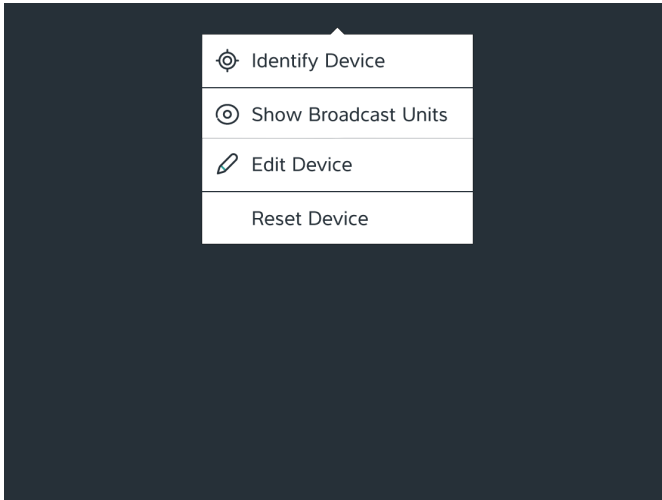 Identify Device
Show Broadcast Units
Edit Device
Reset Device